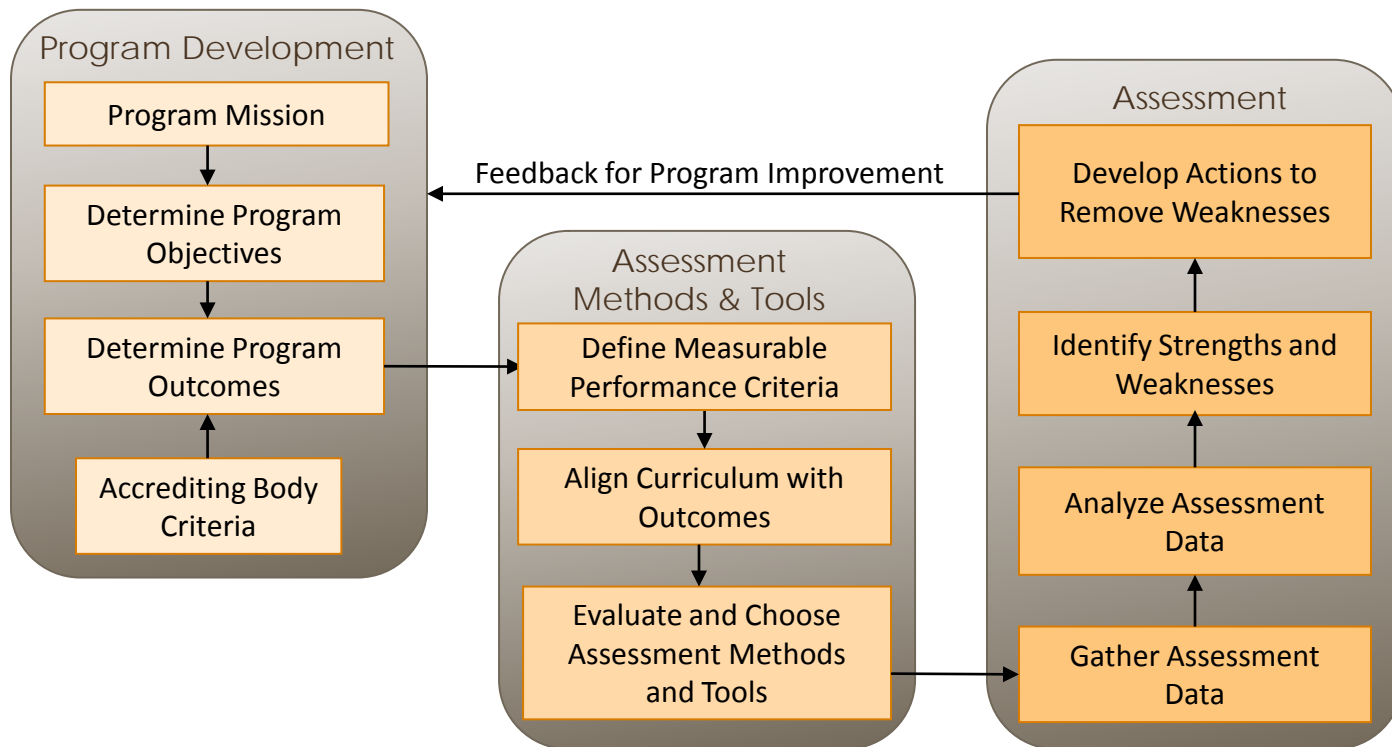 Program Development
Program Mission
Determine Program
Objectives
Determine Program
Outcomes
Accrediting Body
Criteria
Feedback for Program Improvement
Assessment
Methods & Tools
Define Measurable
Performance Criteria
Align Curriculum with
Outcomes
Evaluate and Choose
Assessment Methods
and Tools
Assessment
Develop Actions to
Remove Weaknesses
Identify Strengths and
Weaknesses
Analyze Assessment
Data
Gather Assessment
Data